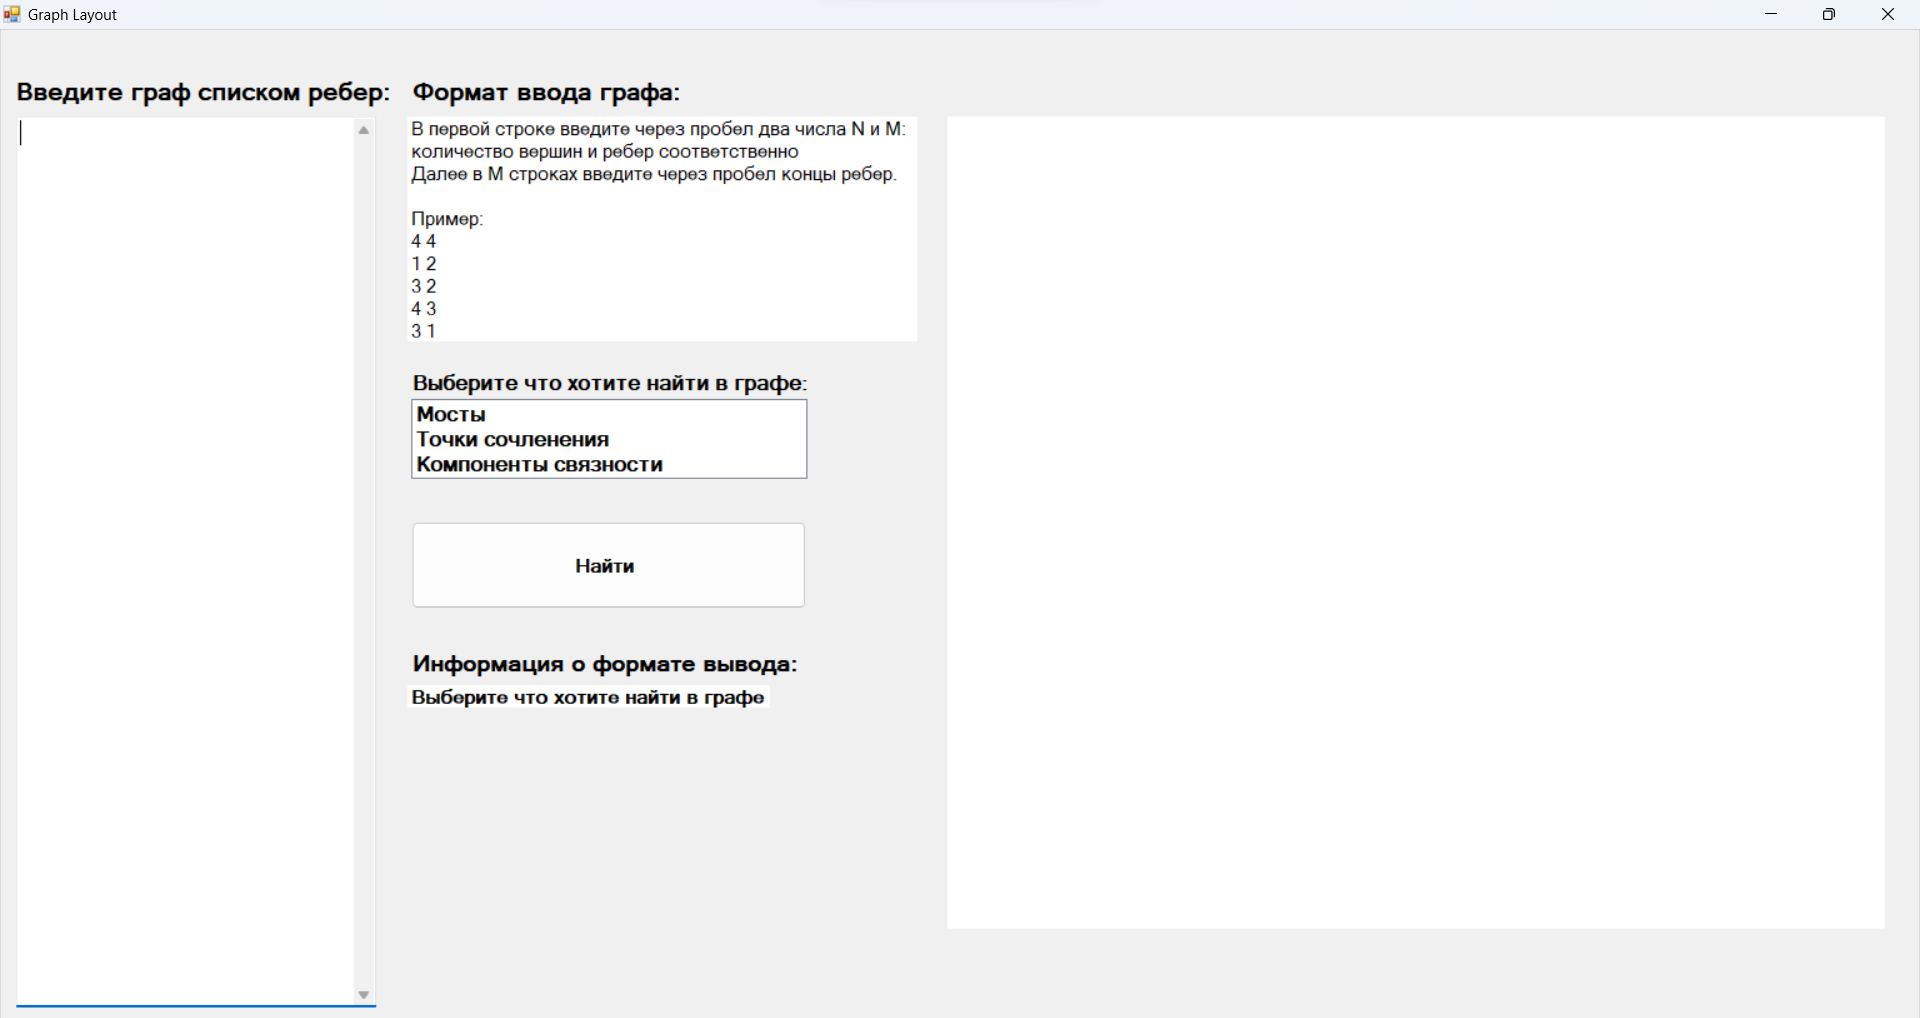 Graph Layout
Введите граф списком ребер:
Формат ввода графа:
В первой строке введите через пробел два числа N и M:
количество вершин и ребер соответственно
Далее в M строках введите через пробел концы ребер.
Пример:
4 4
1 2
3 2
4 3
3 1
Выберите что хотите найти в графе:
Мосты
Точки сочленения
Компоненты связности
Найти
Информация о формате вывода:
Выберите что хотите найти в графе